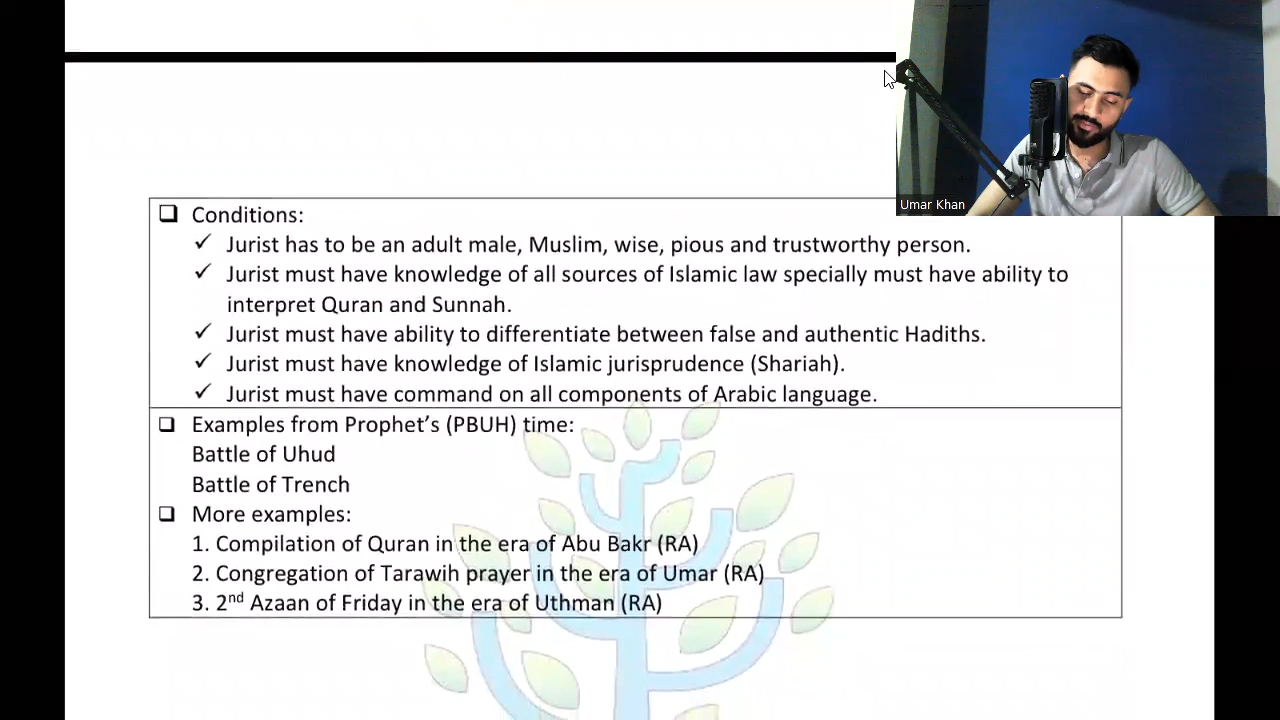 Umar Khan
Conditions:
Jurist has to be an adult male, Muslim, wise, pious and trustworthy person.
Jurist must have knowledge of all sources of Islamic law specially must have ability to
interpret Quran and Sunnah.
Jurist must have ability to differentiate between false and authentic Hadiths.
Jurist must have knowledge of Islamic jurisprudence (Shariah).
Jurist must have command on all components of Arabic language.
Examples from Prophet’s (PBUH) time:
Battle of Uhud
Battle of Trench
More examples:
1. Compilation of Quran in the era of Abu Bakr (RA)
2. Congregation of Tarawih prayer in the era of Umar (RA)
3. 2nd Azaan of Friday in the era of Uthman (RA)